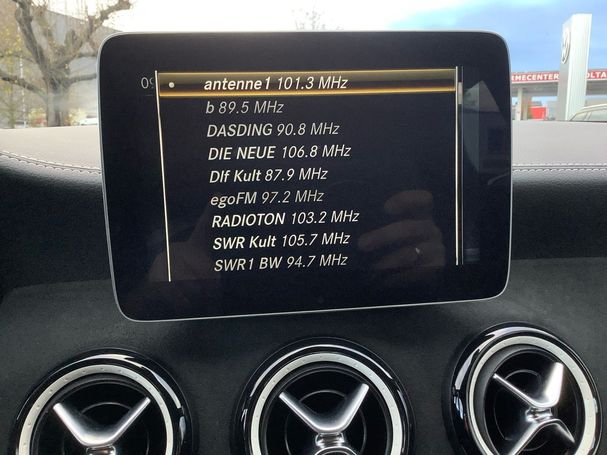 09
antenne1 101.3 MHz
b 89.5 MHz
DASDING 90.8 MHz
DIE NEUE 106.8 MHz
Dlf Kult 87.9 MHz
egoFM 97.2 MHz
RADIOTON 103.2 MHz
SWR Kult 105.7 MHz
SWR1 BW 94.7 MHz